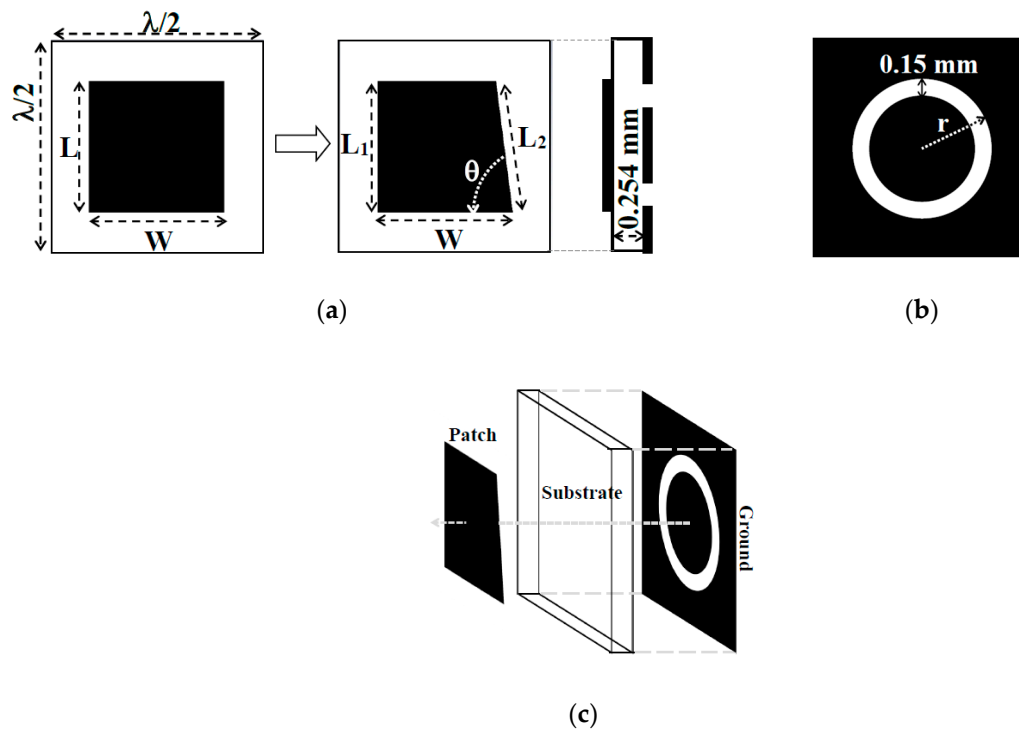 λ/2
λ/2
L
W
L₁
θ
L₂
W
0.254 mm
0.15 mm
r
(a)
(b)
Patch
Substrate
Ground
(c)